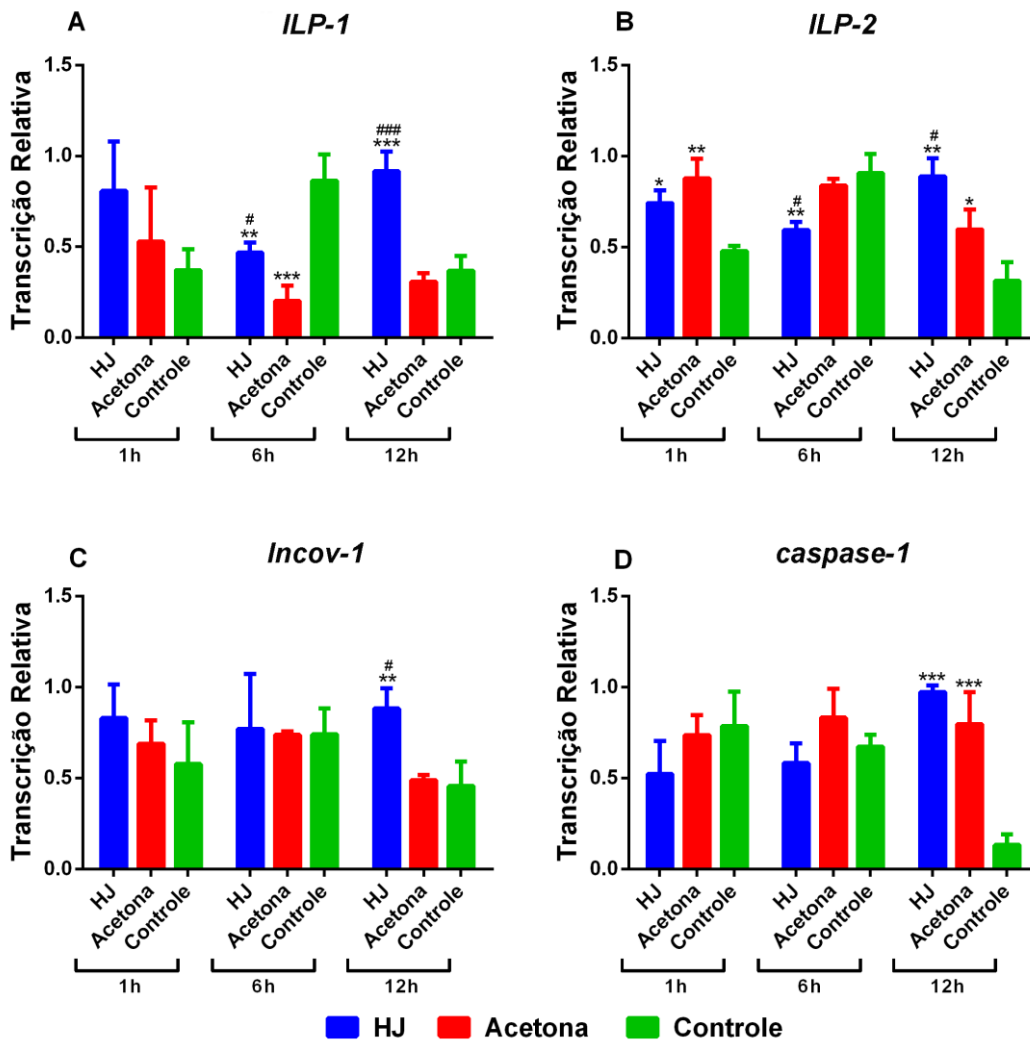 A
ILP-1
Transcrição Relativa
1.5
1.0
0.5
0.0
#
**
***
###
***
HJ
Acetona
Controle
HJ
Acetona
Controle
HJ
Acetona
Controle
1h
6h
12h
B
ILP-2
Transcrição Relativa
1.5
1.0
0.5
0.0
*
**
#
**
#
**
*
HJ
Acetona
Controle
HJ
Acetona
Controle
HJ
Acetona
Controle
1h
6h
12h
C
lncov-1
Transcrição Relativa
1.5
1.0
0.5
0.0
#
**
HJ
Acetona
Controle
HJ
Acetona
Controle
HJ
Acetona
Controle
1h
6h
12h
D
caspase-1
Transcrição Relativa
1.5
1.0
0.5
0.0
***
***
HJ
Acetona
Controle
HJ
Acetona
Controle
HJ
Acetona
Controle
1h
6h
12h
HJ Acetona Controle